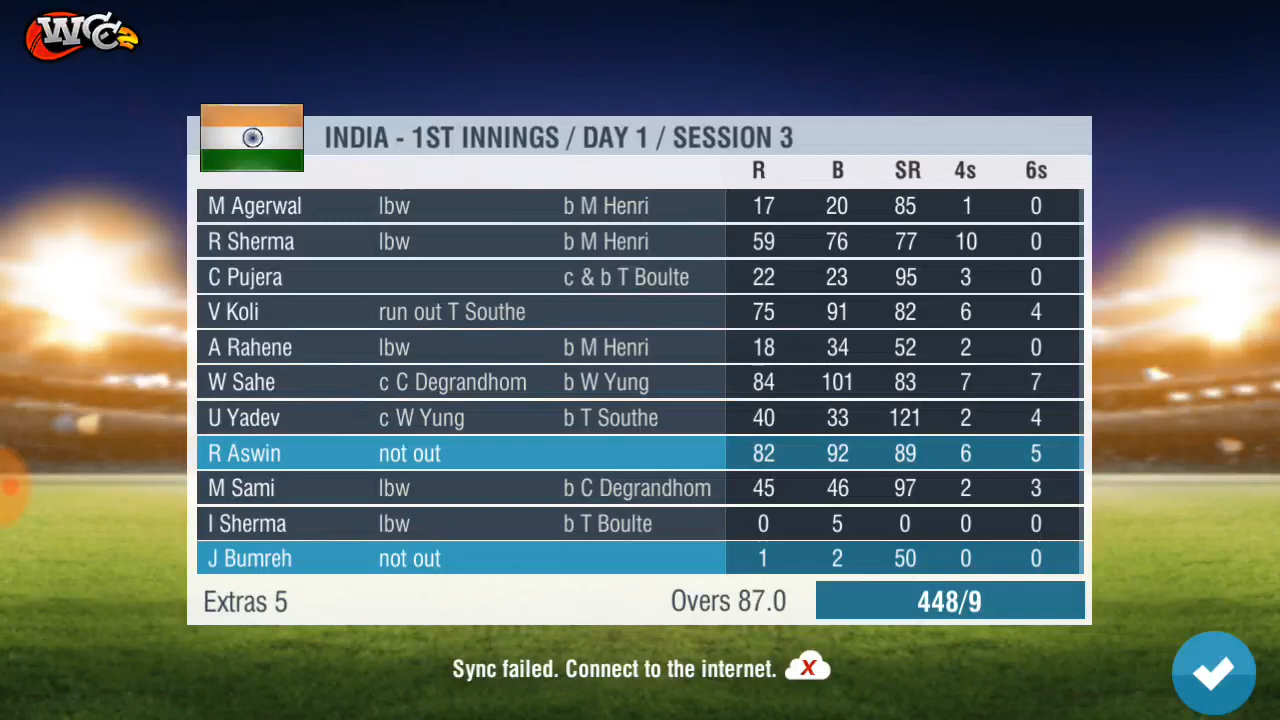 WCC
INDIA - 1ST INNINGS / DAY 1 / SESSION 3
R B SR 4s 6s
M Agerwal lbw b M Henri 17 20 85 1 0
R Sherma lbw b M Henri 59 76 77 10 0
C Pujera c & b T Boulte 22 23 95 3 0
V Koli run out T Southe 75 91 82 6 4
A Rahene lbw b M Henri 18 34 52 2 0
W Sahe c C Degrandhom b W Yung 84 101 83 7 7
U Yadev c W Yung b T Southe 40 33 121 2 4
R Aswin not out 82 92 89 6 5
M Sami lbw b C Degrandhom 45 46 97 2 3
I Sherma lbw b T Boulte 0 5 0 0 0
J Bumreh not out 1 2 50 0 0
Extras 5 Overs 87.0 448/9
Sync failed. Connect to the internet. X